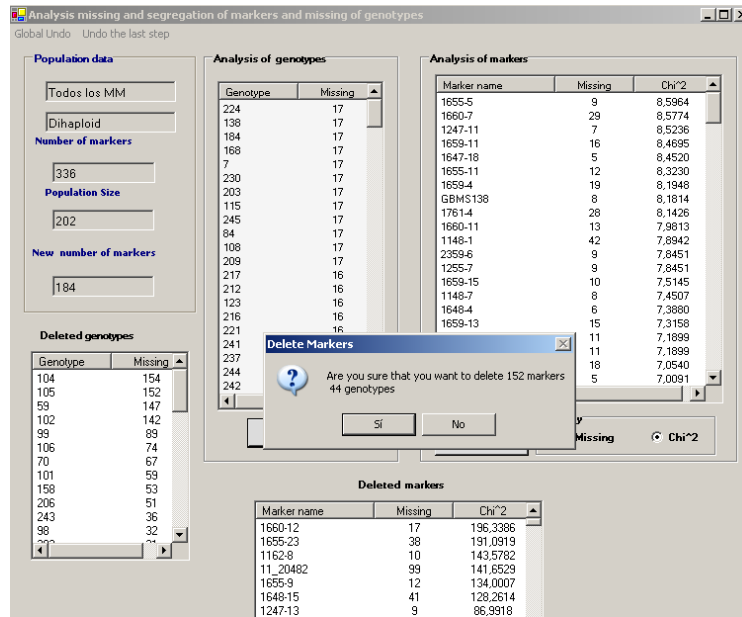 Analysis missing and segregation of markers and missing of genotypes
Global Undo Undo the last step
Population data
Todos los MM
Dihaploid
Number of markers
336
Population Size
202
New number of markers
184
Analysis of genotypes
Genotype Missing
224 17
138 17
184 17
168 17
7 17
230 17
203 17
115 17
245 17
84 17
108 17
209 17
217 16
212 16
123 16
216 16
221 16
241
237
244
242
Analysis of markers
Marker name Missing Chi^2
1655-5 9 8,5964
1660-7 29 8,5774
1247-11 7 8,5236
1659-11 16 8,4695
1647-18 5 8,4520
1655-11 12 8,3230
1659-4 19 8,1948
GBMS138 8 8,1814
1761-4 28 8,1426
1660-11 13 7,9813
1148-1 42 7,8942
2359-6 9 7,8451
1255-7 9 7,8451
1659-15 10 7,5145
1148-7 8 7,4507
1648-4 6 7,3880
1659-13 15 7,3158
11 7,1899
11 7,1899
18 7,0540
5 7,0091
Missing Chi^2
Delete Markers
Are you sure that you want to delete 152 markers
44 genotypes
Sí No
Deleted genotypes
Genotype Missing
104 154
105 152
59 147
102 142
99 89
106 74
70 67
101 59
158 53
206 51
243 36
98 32
Deleted markers
Marker name Missing Chi^2
1660-12 17 196,3386
1655-23 38 191,0919
1162-8 10 143,5782
11_20482 99 141,6529
1655-9 12 134,0007
1648-15 41 128,2614
1247-13 9 86,9918